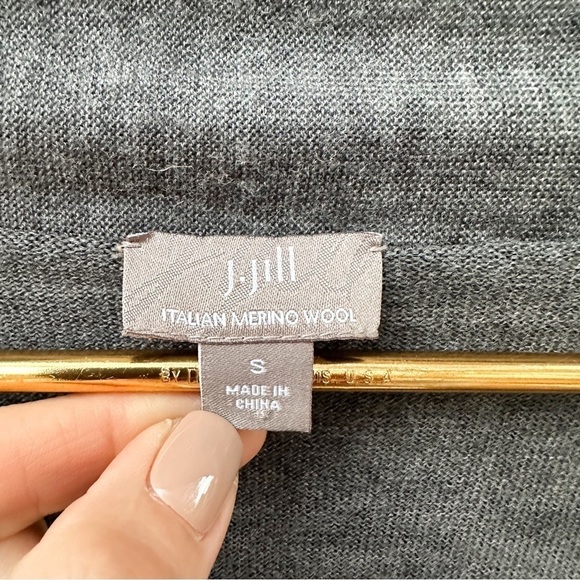 J.Jill
ITALIAN MERINO WOOL
S
MADE IN
CHINA
U.S.A